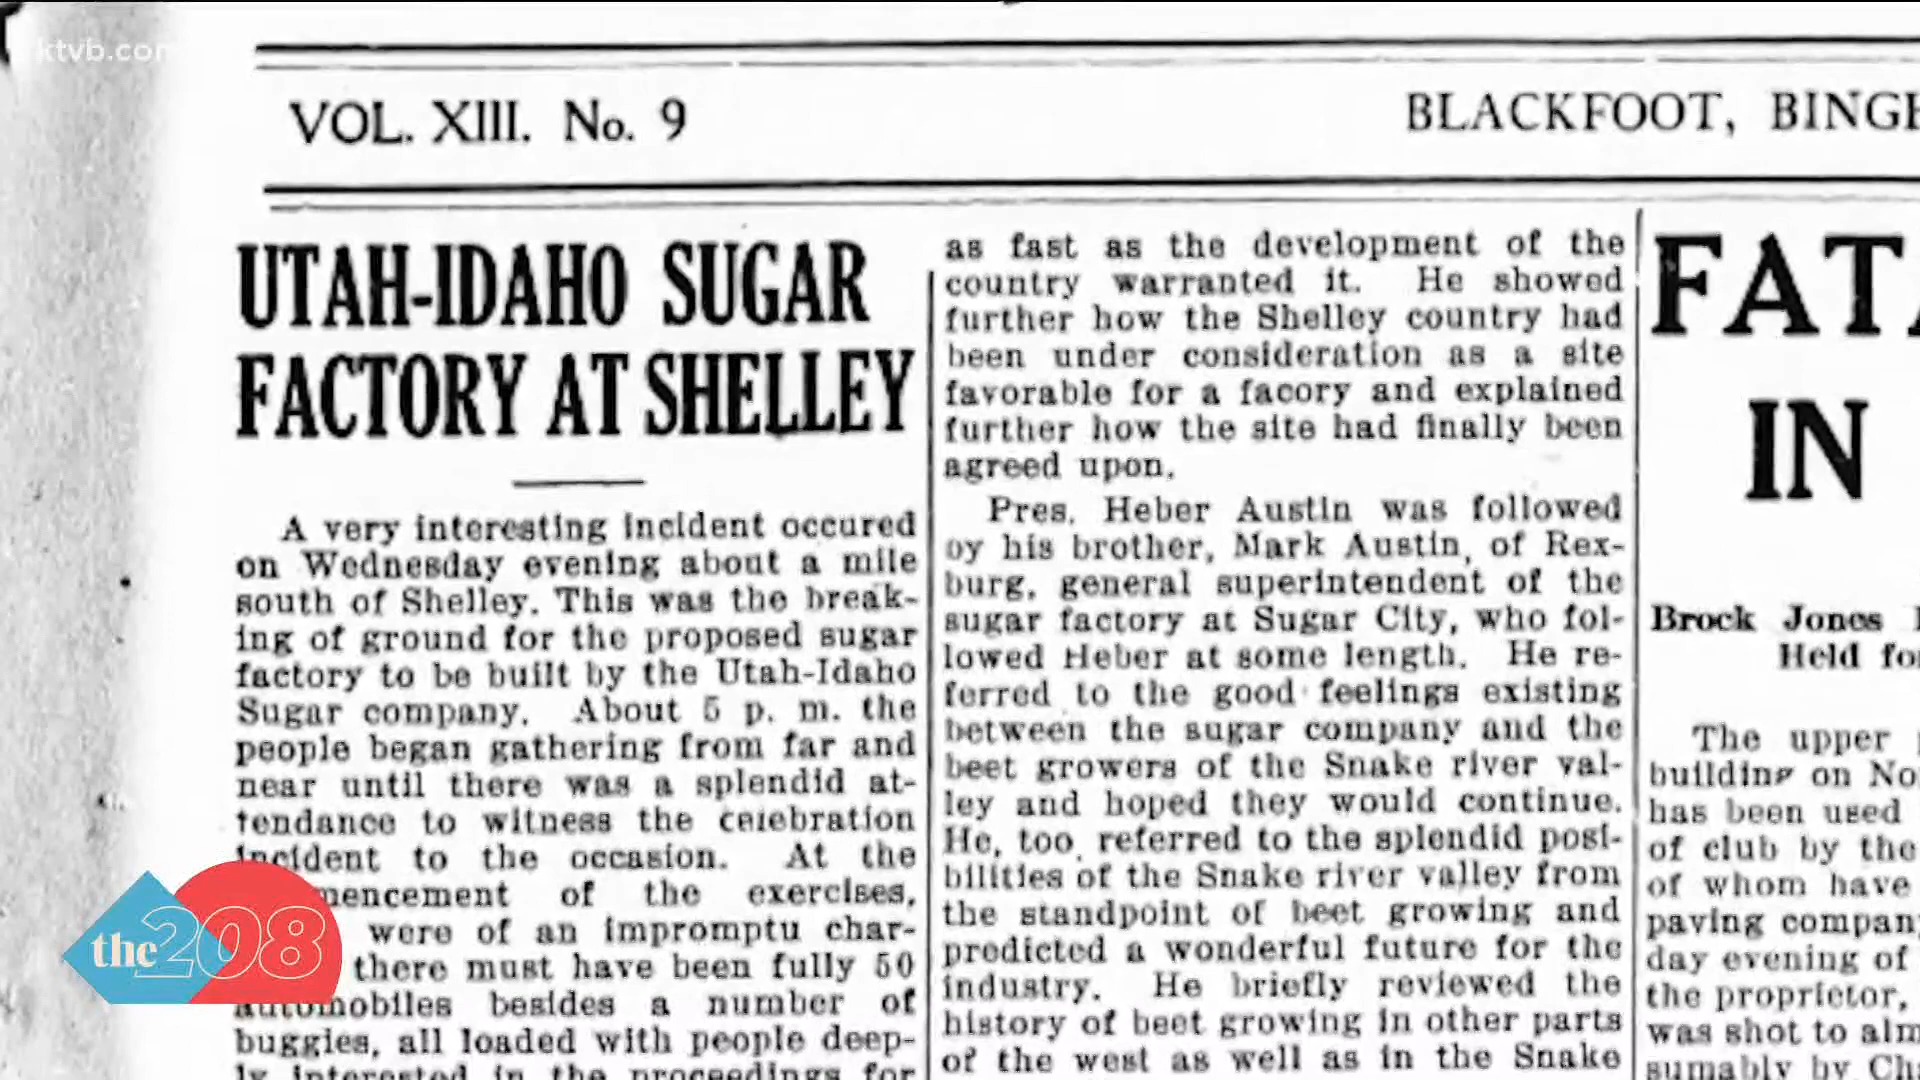 ktvb.com
VOL. XIII. No. 9
BLACKFOOT, BINGH
UTAH-IDAHO SUGAR
FACTORY AT SHELLEY
A very interesting incident occured
on Wednesday evening about a mile
south of Shelley. This was the break-
ing of ground for the proposed sugar
factory to be built by the Utah-Idaho
Sugar company. About 5 p. m. the
people began gathering from far and
near until there was a splendid at-
tendance to witness the celebration
incident to the occasion. At the
mencement of the exercises,
were of an impromptu char-
there must have been fully 50
automobiles besides a number of
buggies, all loaded with people deep-
ly interested in the proceedings for
as fast as the development of the
country warranted it. He showed
further how the Shelley country had
been under consideration as a site
favorable for a facory and explained
further how the site had finally been
agreed upon.
Pres. Heber Austin was followed
by his brother, Mark Austin, of Rex-
burg, general superintendent of the
sugar factory at Sugar City, who fol-
lowed Heber at some length. He re-
ferred to the good feelings existing
between the sugar company and the
beet growers of the Snake river val-
ley and hoped they would continue.
He, too, referred to the splendid posi-
bilities of the Snake river valley from
the standpoint of beet growing and
predicted a wonderful future for the
industry. He briefly reviewed the
history of beet growing in other parts
of the west as well as in the Snake
FATA
IN
Brock Jones
Held for
The upper
building on No
has been used
of club by the
of whom have
paving compan
day evening of
the proprietor,
was shot to alm
sumably by Ch
the 208